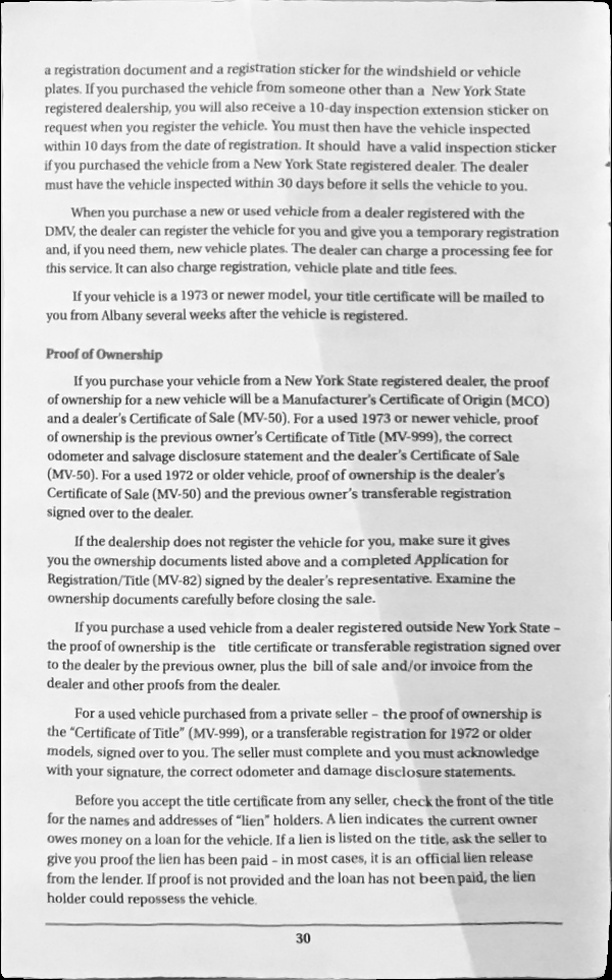 a registration document and a registration sticker for the windshield or vehicle
plates. If you purchased the vehicle from someone other than a New York State
registered dealership, you will also receive a 10-day inspection extension sticker on
request when you register the vehicle. You must then have the vehicle inspected
within 10 days from the date of registration. It should have a valid inspection sticker
if you purchased the vehicle from a New York State registered dealer. The dealer
must have the vehicle inspected within 30 days before it sells the vehicle to you.
When you purchase a new or used vehicle from a dealer registered with the
DMV, the dealer can register the vehicle for you and give you a temporary registration
and, if you need them, new vehicle plates. The dealer can charge a processing fee for
this service. It can also charge registration, vehicle plate and title fees.
If your vehicle is a 1973 or newer model, your title certificate will be mailed to
you from Albany several weeks after the vehicle is registered.
Proof of Ownership
If you purchase your vehicle from a New York State registered dealer, the proof
of ownership for a new vehicle will be a Manufacturer's Certificate of Origin (MCO)
and a dealer's Certificate of Sale (MV-50). For a used 1973 or newer vehicle, proof
of ownership is the previous owner's Certificate of Title (MV-999), the correct
odometer and salvage disclosure statement and the dealer's Certificate of Sale
(MV-50). For a used 1972 or older vehicle, proof of ownership is the dealer's
Certificate of Sale (MV-50) and the previous owner's transferable registration
signed over to the dealer.
If the dealership does not register the vehicle for you, make sure it gives
you the ownership documents listed above and a completed Application for
Registration/Title (MV-82) signed by the dealer's representative. Examine the
ownership documents carefully before closing the sale.
If you purchase a used vehicle from a dealer registered outside New York State –
the proof of ownership is the title certificate or transferable registration signed over
to the dealer by the previous owner, plus the bill of sale and/or invoice from the
dealer and other proofs from the dealer.
For a used vehicle purchased from a private seller – the proof of ownership is
the "Certificate of Title" (MV-999), or a transferable registration for 1972 or older
models, signed over to you. The seller must complete and you must acknowledge
with your signature, the correct odometer and damage disclosure statements.
Before you accept the title certificate from any seller, check the front of the title
for the names and addresses of "lien" holders. A lien indicates the current owner
owes money on a loan for the vehicle. If a lien is listed on the title, ask the seller to
give you proof the lien has been paid – in most cases, it is an official lien release
from the lender. If proof is not provided and the loan has not been paid, the lien
holder could repossess the vehicle.
30